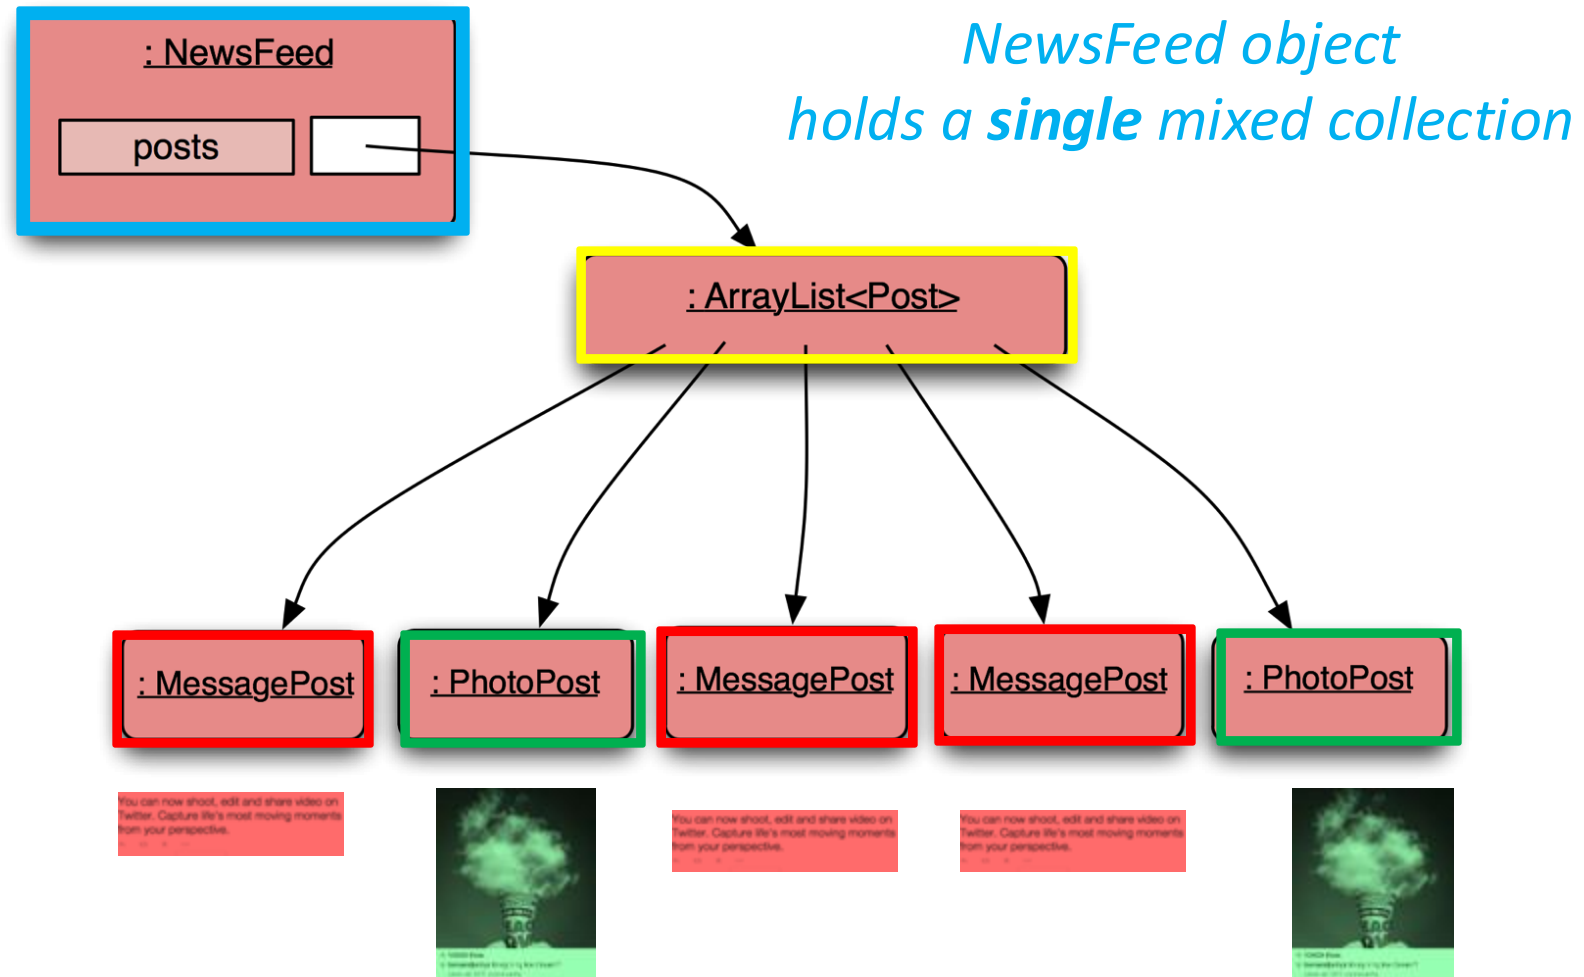 : NewsFeed
NewsFeed object
holds a single mixed collection
posts
: ArrayList<Post>
: MessagePost
: PhotoPost
: MessagePost
: MessagePost
: PhotoPost
You can now shoot, edit and share video on
Twitter. Capture life's most moving moments
from your perspective.
You can now shoot, edit and share video on
Twitter. Capture life's most moving moments
from your perspective.
You can now shoot, edit and share video on
Twitter. Capture life's most moving moments
from your perspective.